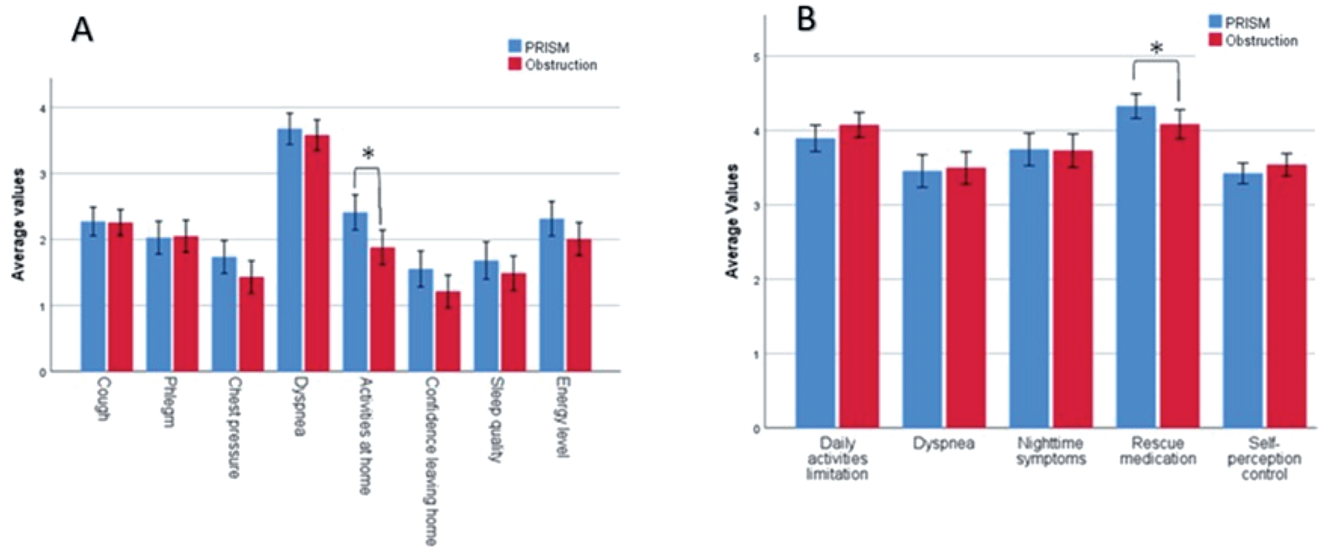 A
PRISM
Obstruction
Average values
4
3
2
1
0
*
Cough
Phlegm
Chest pressure
Dyspnea
Activities at home
Confidence leaving home
Sleep quality
Energy level
B
PRISM
Obstruction
Average Values
5
4
3
2
1
0
*
Daily
activities
limitation
Dyspnea
Nighttime
symptoms
Rescue
medication
Self-
perception
control